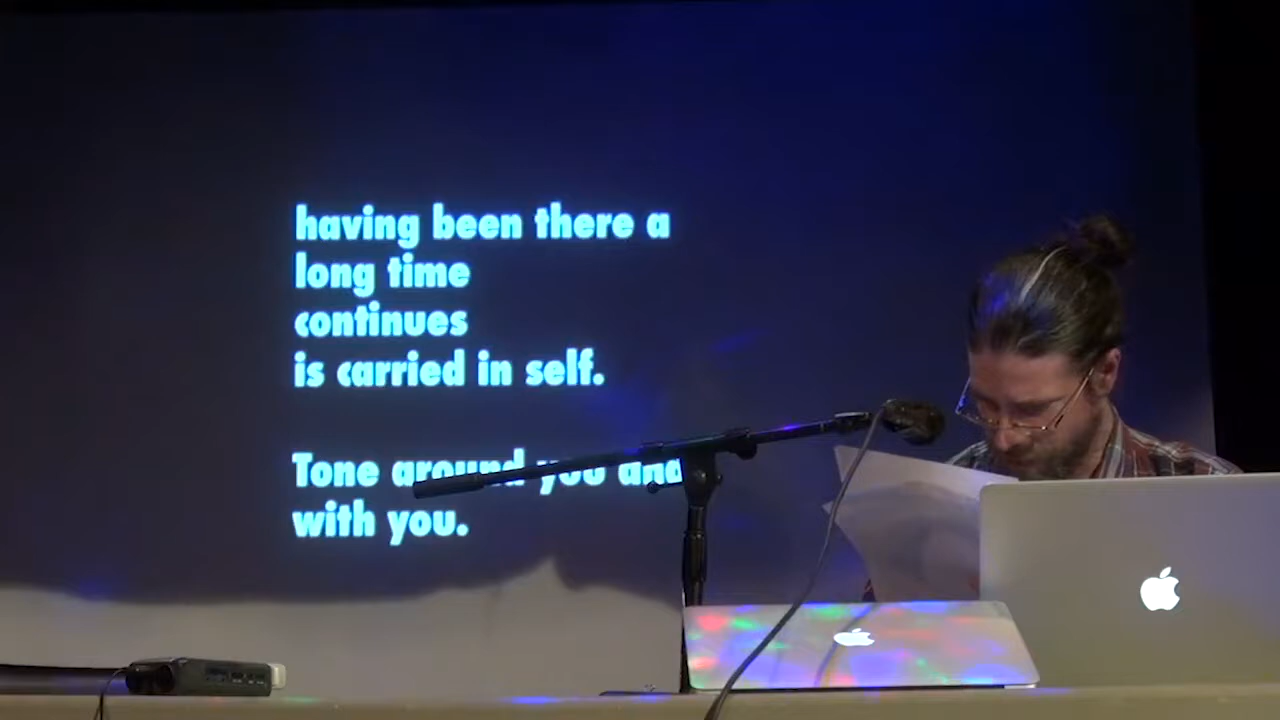 having been there a
long time
continues
is carried in self.
Tone around you and
with you.